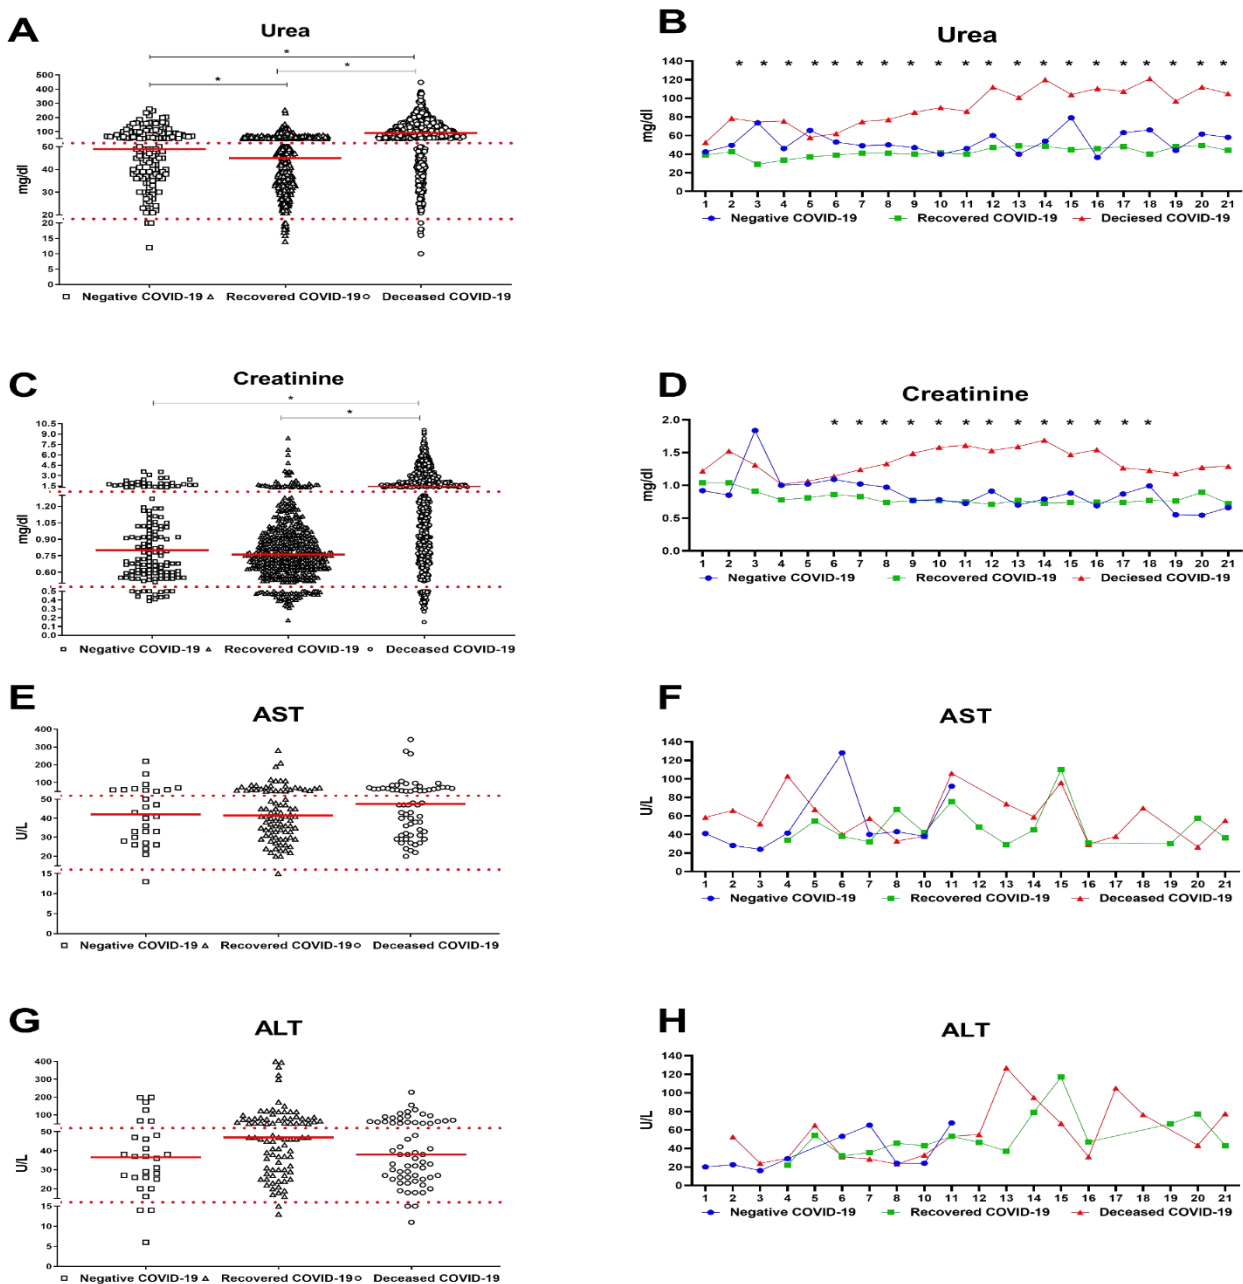 A
Urea
*
*
*
500
400
300
200
100
50
40
30
20
20
15
10
5
0
mg/dl
Negative COVID-19
Recovered COVID-19
Deceased COVID-19
B
Urea
* * * * * * * * * * * * * * * * * * * *
140
120
100
80
60
40
20
0
mg/dl
1 2 3 4 5 6 7 8 9 10 11 12 13 14 15 16 17 18 19 20 21
Negative COVID-19
Recovered COVID-19
Deciesed COVID-19
C
Creatinine
*
*
10.5
9.0
7.5
6.0
4.5
3.0
1.5
1.20
1.05
0.90
0.75
0.60
0.5
0.4
0.3
0.2
0.1
0.0
mg/dl
Negative COVID-19
Recovered COVID-19
Deceased COVID-19
D
Creatinine
* * * * * * * * * * * * *
2.0
1.5
1.0
0.5
0.0
mg/dl
1 2 3 4 5 6 7 8 9 10 11 12 13 14 15 16 17 18 19 20 21
Negative COVID-19
Recovered COVID-19
Deciesed COVID-19
E
AST
400
300
200
100
50
40
30
20
15
10
5
0
U/L
Negative COVID-19
Recovered COVID-19
Deceased COVID-19
F
AST
140
120
100
80
60
40
20
0
U/L
1 2 3 4 5 6 7 8 10 11 12 13 14 15 16 17 18 19 20 21
Negative COVID-19
Recovered COVID-19
Deceased COVID-19
G
ALT
400
300
200
100
50
40
30
20
15
10
5
0
U/L
Negative COVID-19
Recovered COVID-19
Deceased COVID-19
H
ALT
140
120
100
80
60
40
20
0
U/L
1 2 3 4 5 6 7 8 10 11 12 13 14 15 16 17 18 19 20 21
Negative COVID-19
Recovered COVID-19
Deceased COVID-19